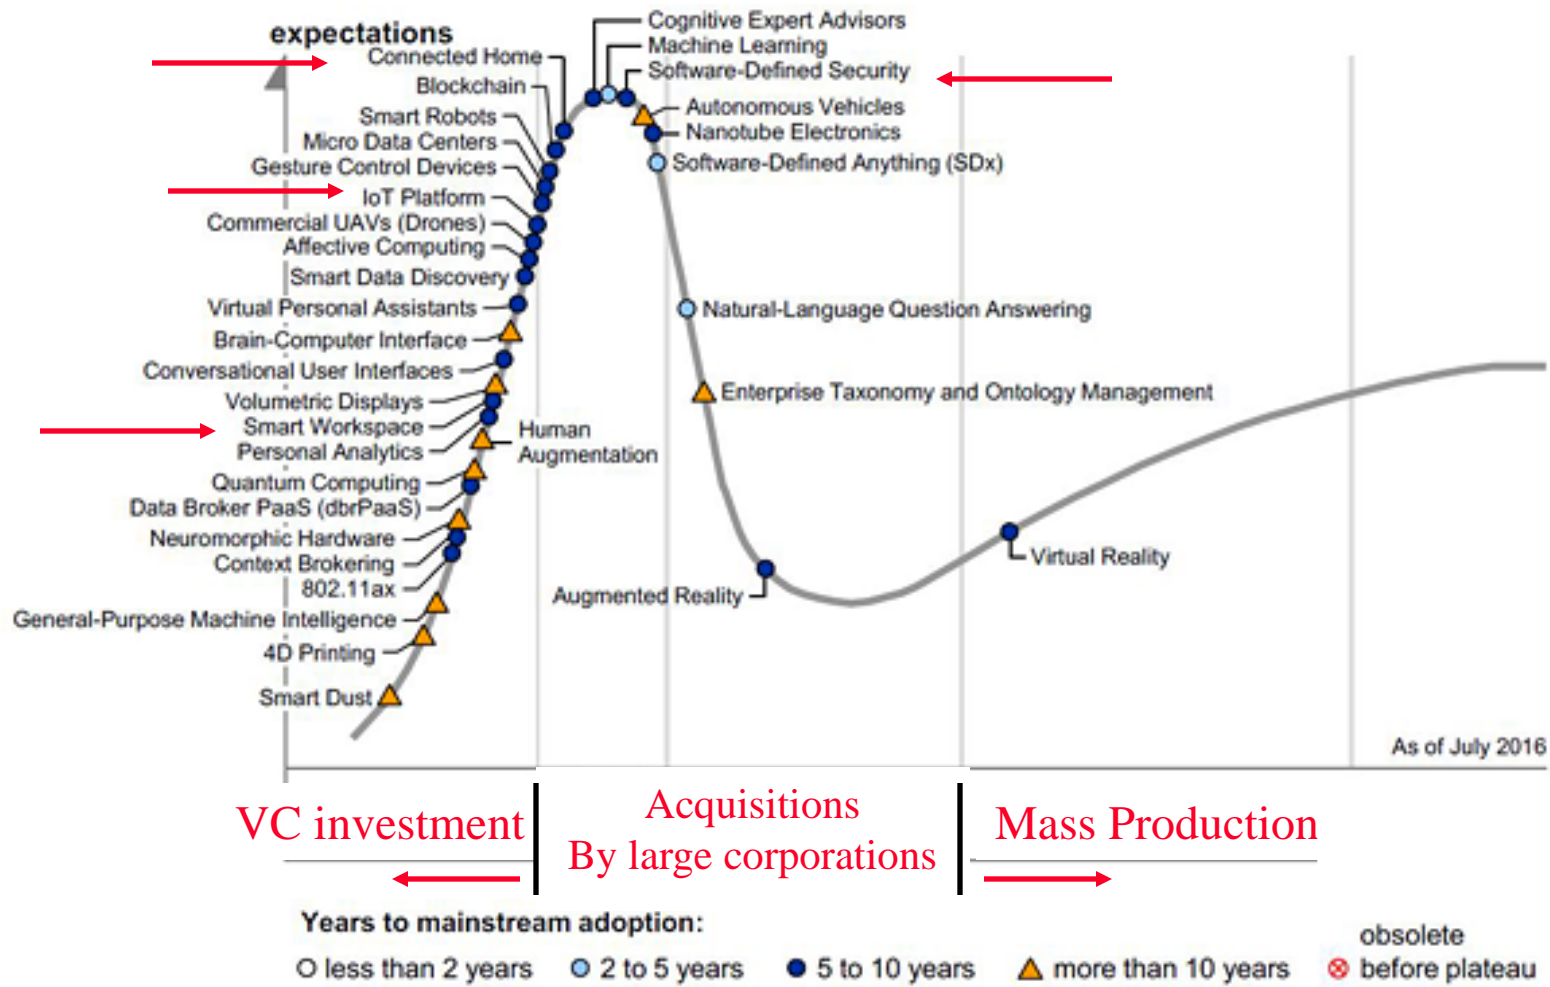 expectations
Connected Home
Blockchain
Smart Robots
Micro Data Centers
Gesture Control Devices
IoT Platform
Commercial UAVs (Drones)
Affective Computing
Smart Data Discovery
Virtual Personal Assistants
Brain-Computer Interface
Conversational User Interfaces
Volumetric Displays
Smart Workspace
Personal Analytics
Quantum Computing
Data Broker PaaS (dbrPaaS)
Neuromorphic Hardware
Context Brokering
802.11ax
General-Purpose Machine Intelligence
4D Printing
Smart Dust
Human
Augmentation
Cognitive Expert Advisors
Machine Learning
Software-Defined Security
Autonomous Vehicles
Nanotube Electronics
Software-Defined Anything (SDx)
Natural-Language Question Answering
Enterprise Taxonomy and Ontology Management
Augmented Reality
Virtual Reality
As of July 2016
VC investment
Acquisitions
By large corporations
Mass Production
Years to mainstream adoption:
less than 2 years
2 to 5 years
5 to 10 years
more than 10 years
obsolete
before plateau